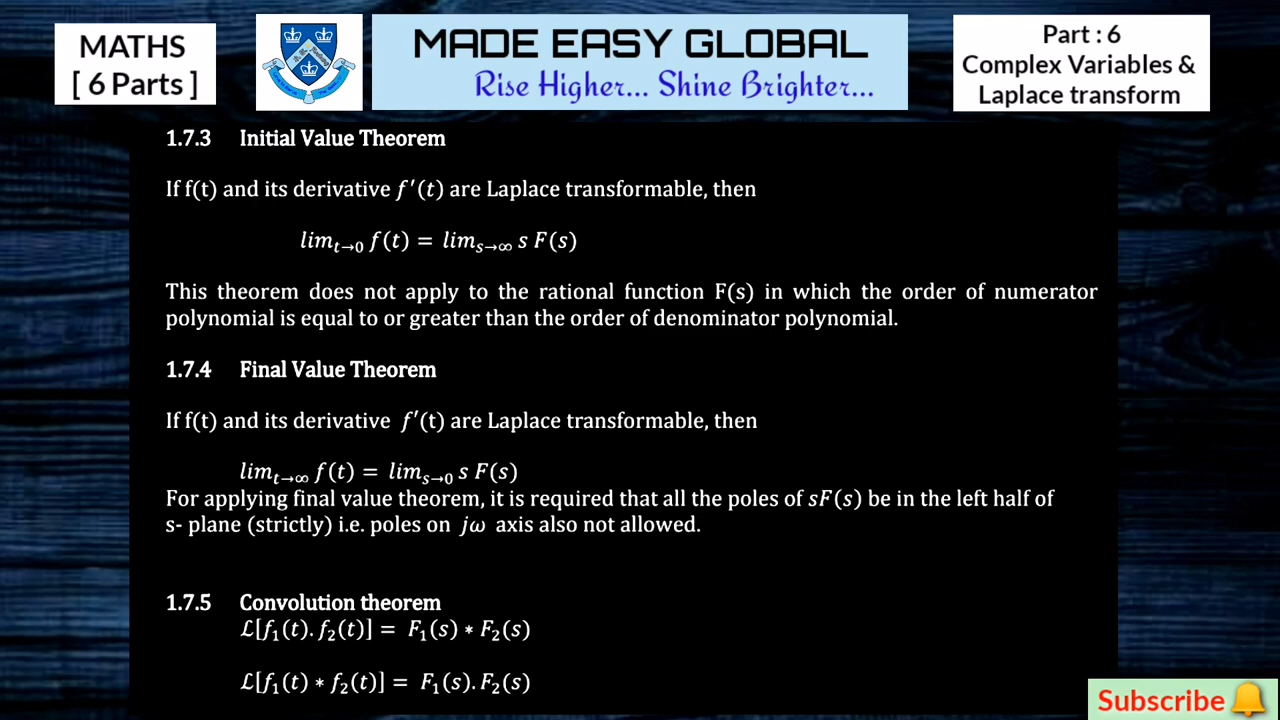 MATHS
[ 6 Parts ]
MADE EASY GLOBAL
Rise Higher... Shine Brighter...
Part : 6
Complex Variables &
Laplace transform
1.7.3 Initial Value Theorem
If f(t) and its derivative f′(t) are Laplace transformable, then
lim_{t→0} f(t) = lim_{s→∞} s F(s)
This theorem does not apply to the rational function F(s) in which the order of numerator
polynomial is equal to or greater than the order of denominator polynomial.
1.7.4 Final Value Theorem
If f(t) and its derivative f′(t) are Laplace transformable, then
lim_{t→∞} f(t) = lim_{s→0} s F(s)
For applying final value theorem, it is required that all the poles of sF(s) be in the left half of
s- plane (strictly) i.e. poles on jω axis also not allowed.
1.7.5 Convolution theorem
ℒ[f₁(t). f₂(t)] = F₁(s) ∗ F₂(s)
ℒ[f₁(t) ∗ f₂(t)] = F₁(s). F₂(s)
Subscribe